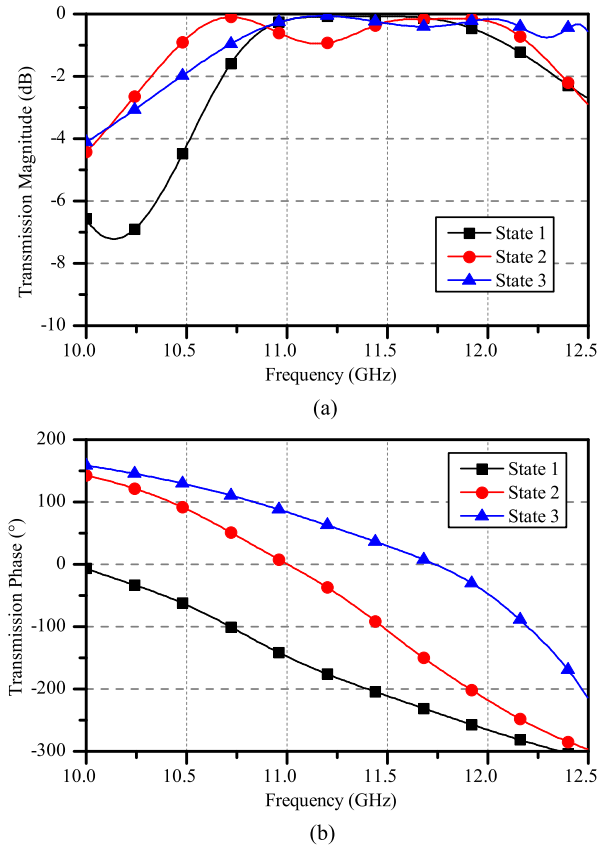 0
-2
-4
-6
-8
-10
Transmission Magnitude (dB)
State 1
State 2
State 3
10.0 10.5 11.0 11.5 12.0 12.5
Frequency (GHz)
(a)
200
100
0
-100
-200
-300
Transmission Phase (°)
State 1
State 2
State 3
10.0 10.5 11.0 11.5 12.0 12.5
Frequency (GHz)
(b)